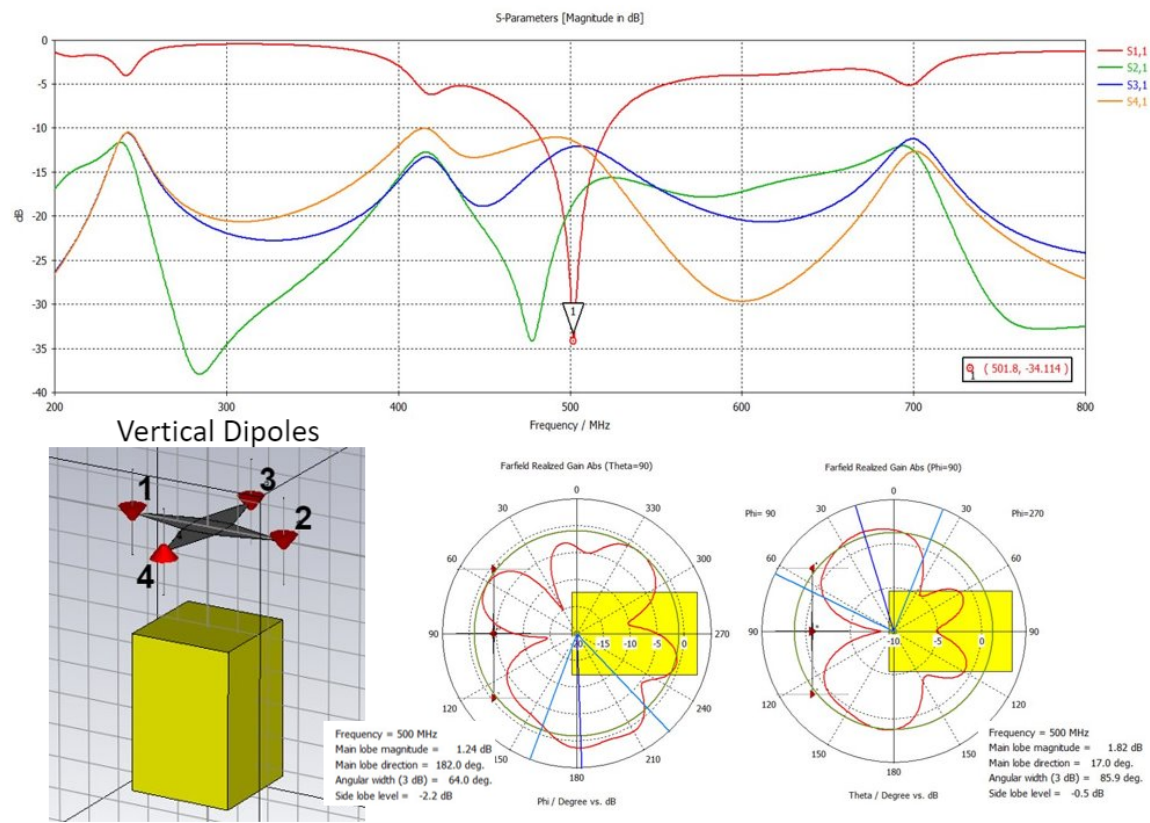 S-Parameters [Magnitude in dB]
0
-5
-10
-15
-20
-25
-30
-35
-40
dB
S1,1
S2,1
S3,1
S4,1
1
1 ( 501.8, -34.114 )
200 300 400 500 600 700 800
Frequency / MHz
Vertical Dipoles
1
3
2
4
Farfield Realized Gain Abs (Theta=90)
0
30
300
60
90
270
120
240
150
210
180
-20 -15 -10 -5 0
Phi / Degree vs. dB
Frequency = 500 MHz
Main lobe magnitude = 1.24 dB
Main lobe direction = 182.0 deg.
Angular width (3 dB) = 64.0 deg.
Side lobe level = -2.2 dB
Farfield Realized Gain Abs (Phi=90)
Phi= 90
0
Phi=270
30
30
60
60
90
90
120
120
150
150
180
-10 -5 0
Theta / Degree vs. dB
Frequency = 500 MHz
Main lobe magnitude = 1.82 dB
Main lobe direction = 17.0 deg.
Angular width (3 dB) = 85.9 deg.
Side lobe level = -0.5 dB